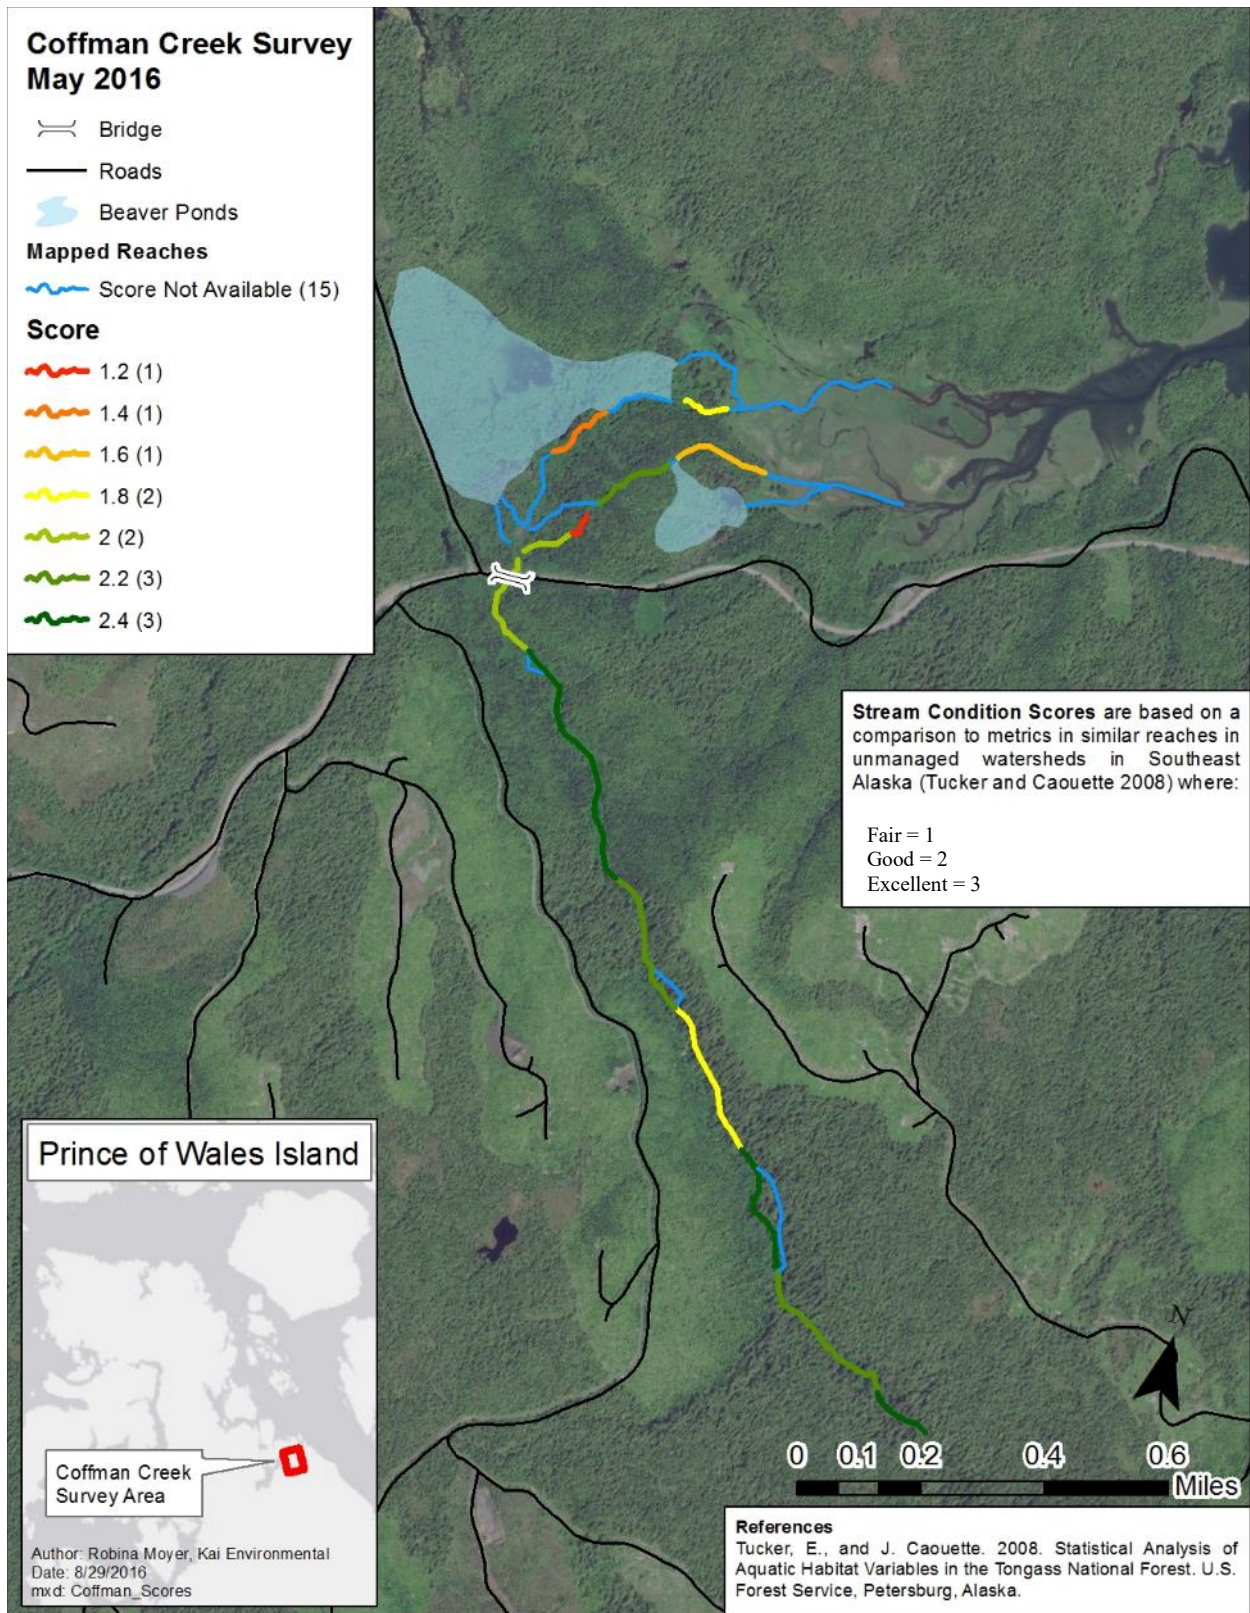 Coffman Creek Survey
May 2016
Bridge
Roads
Beaver Ponds
Mapped Reaches
Score Not Available (15)
Score
1.2 (1)
1.4 (1)
1.6 (1)
1.8 (2)
2 (2)
2.2 (3)
2.4 (3)
Stream Condition Scores are based on a
comparison to metrics in similar reaches in
unmanaged watersheds in Southeast
Alaska (Tucker and Caouette 2008) where:
Fair = 1
Good = 2
Excellent = 3
Prince of Wales Island
Coffman Creek
Survey Area
Author: Robina Moyer, Kai Environmental
Date: 8/29/2016
mxd: Coffman_Scores
N
0 0.1 0.2 0.4 0.6
Miles
References
Tucker, E., and J. Caouette. 2008. Statistical Analysis of
Aquatic Habitat Variables in the Tongass National Forest. U.S.
Forest Service, Petersburg, Alaska.